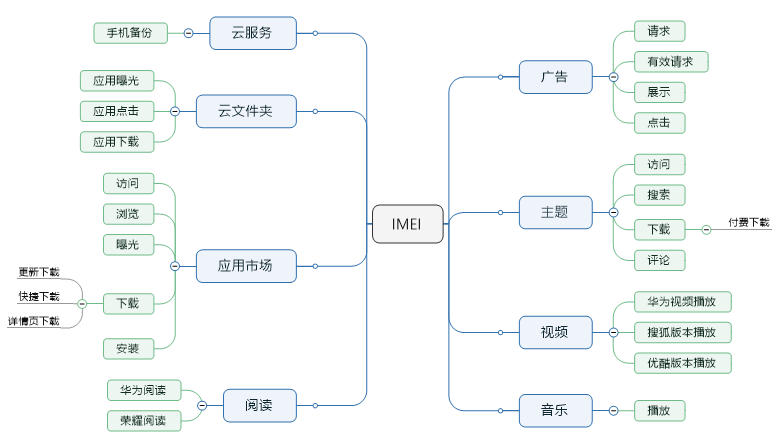 IMEI
云服务
手机备份
云文件夹
应用曝光
应用点击
应用下载
应用市场
访问
浏览
曝光
下载
更新下载
快捷下载
详情页下载
安装
阅读
华为阅读
荣耀阅读
广告
请求
有效请求
展示
点击
主题
访问
搜索
下载
付费下载
评论
视频
华为视频播放
搜狐版本播放
优酷版本播放
音乐
播放